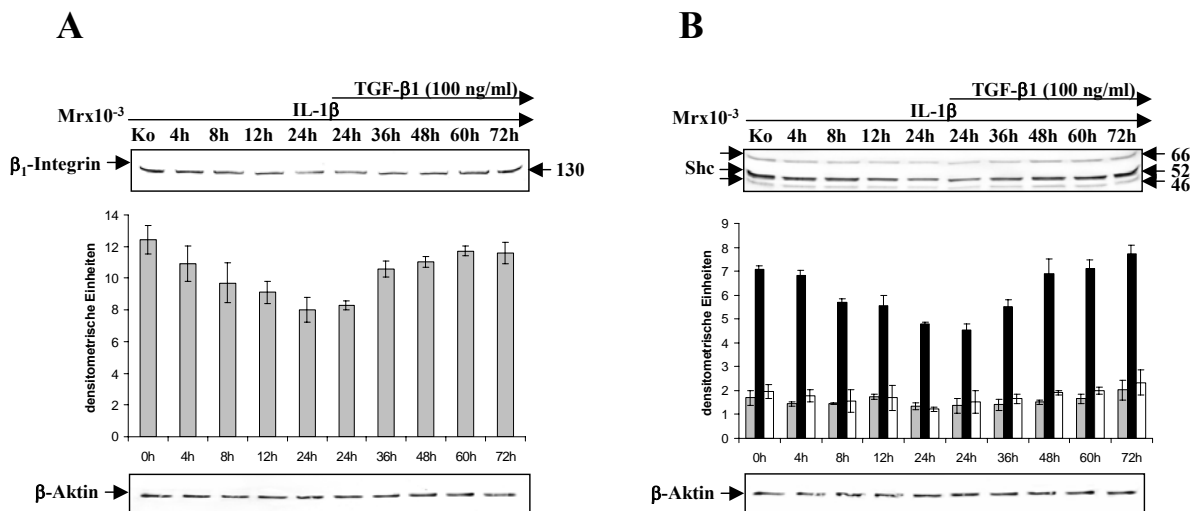 A
TGF-β1 (100 ng/ml)
Mrx10-3
IL-1β
Ko 4h 8h 12h 24h 24h 36h 48h 60h 72h
β1-Integrin
130
densitometrische Einheiten
14
12
10
8
6
4
2
0
0h 4h 8h 12h 24h 24h 36h 48h 60h 72h
β-Aktin
B
TGF-β1 (100 ng/ml)
Mrx10-3
IL-1β
Ko 4h 8h 12h 24h 24h 36h 48h 60h 72h
Shc
66
52
46
densitometrische Einheiten
9
8
7
6
5
4
3
2
1
0
0h 4h 8h 12h 24h 24h 36h 48h 60h 72h
β-Aktin